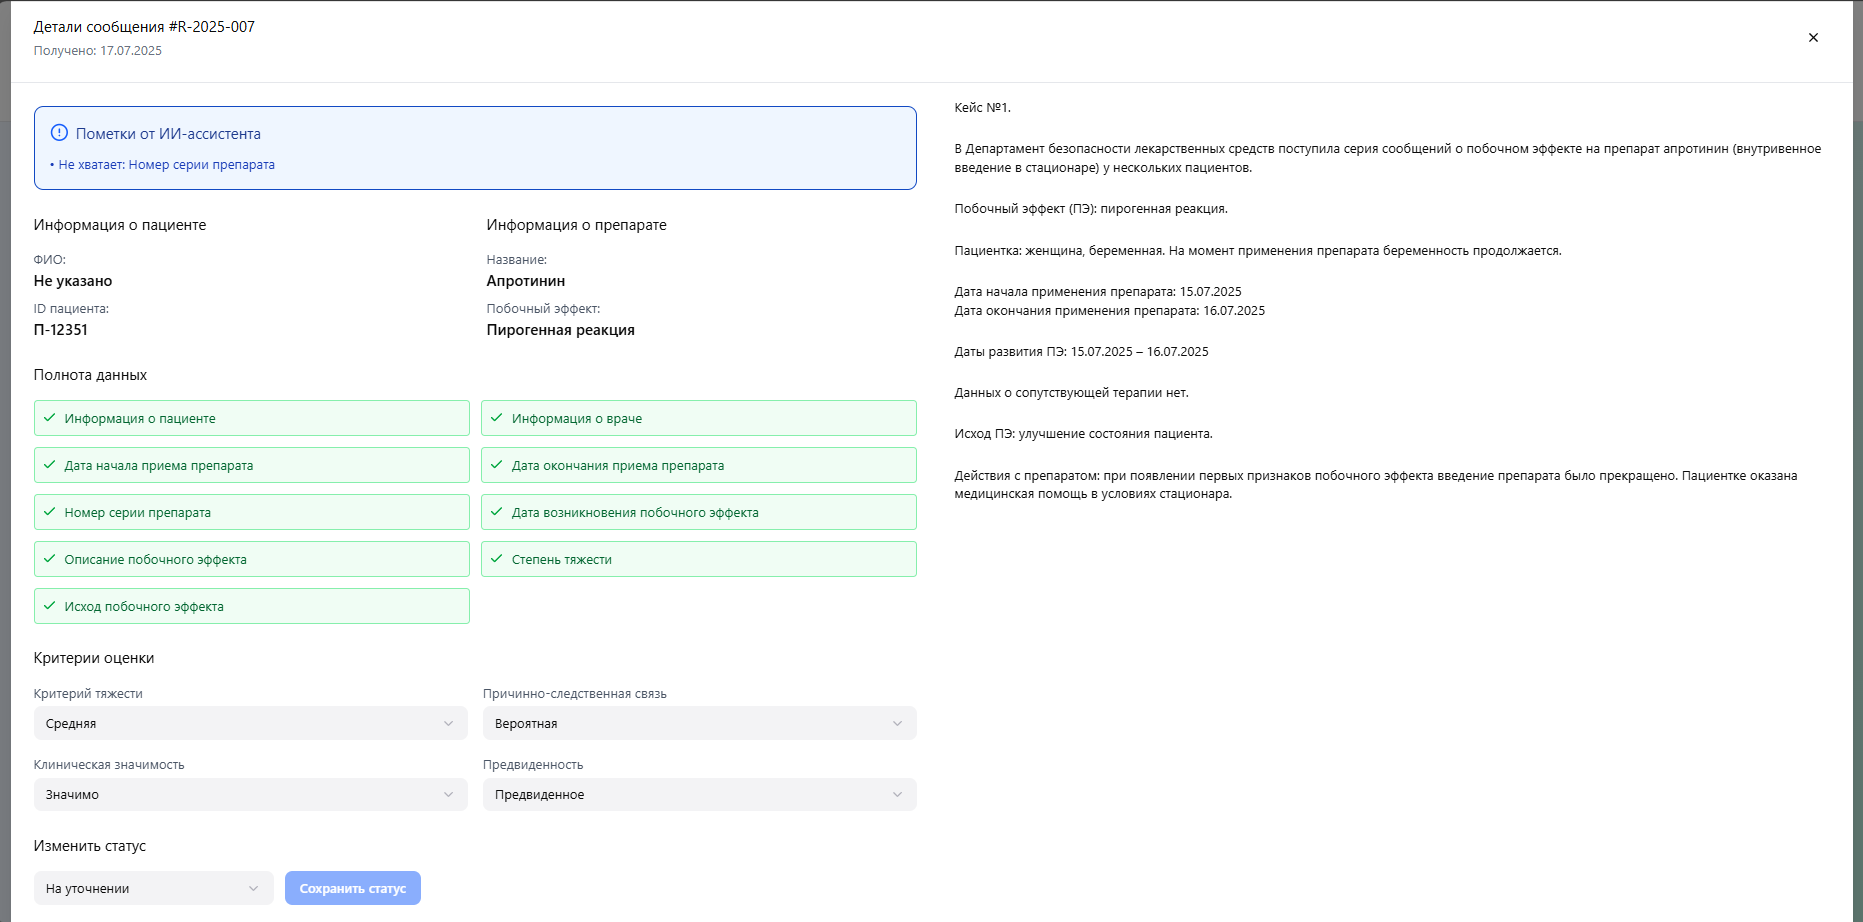 Детали сообщения #R-2025-007
Получено: 17.07.2025
Пометки от ИИ-ассистента
• Не хватает: Номер серии препарата
Информация о пациенте
ФИО:
Не указано
ID пациента:
П-12351
Информация о препарате
Название:
Апротинин
Побочный эффект:
Пирогенная реакция
Полнота данных
Информация о пациенте
Информация о враче
Дата начала приема препарата
Дата окончания приема препарата
Номер серии препарата
Дата возникновения побочного эффекта
Описание побочного эффекта
Степень тяжести
Исход побочного эффекта
Критерии оценки
Критерий тяжести
Средняя
Причинно-следственная связь
Вероятная
Клиническая значимость
Значимо
Предвиденность
Предвиденное
Изменить статус
На уточнении
Сохранить статус
Кейс №1.
В Департамент безопасности лекарственных средств поступила серия сообщений о побочном эффекте на препарат апротинин (внутривенное
введение в стационаре) у нескольких пациентов.
Побочный эффект (ПЭ): пирогенная реакция.
Пациентка: женщина, беременная. На момент применения препарата беременность продолжается.
Дата начала применения препарата: 15.07.2025
Дата окончания применения препарата: 16.07.2025
Даты развития ПЭ: 15.07.2025 – 16.07.2025
Данных о сопутствующей терапии нет.
Исход ПЭ: улучшение состояния пациента.
Действия с препаратом: при появлении первых признаков побочного эффекта введение препарата было прекращено. Пациентке оказана
медицинская помощь в условиях стационара.